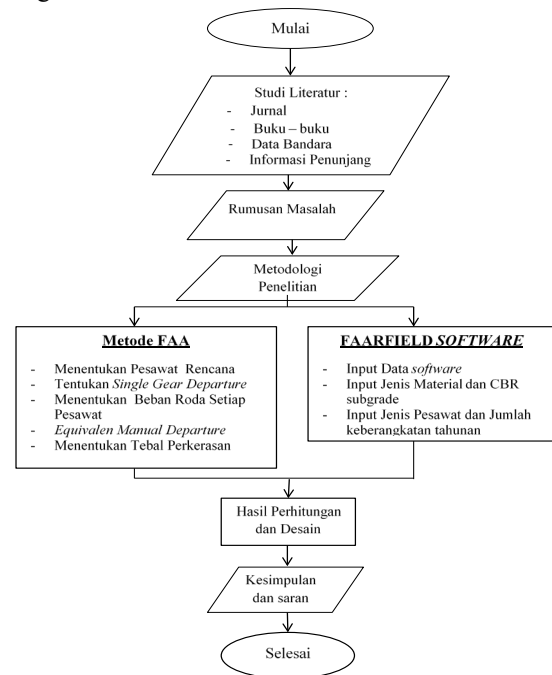 Mulai
Studi Literatur :
- Jurnal
- Buku – buku
- Data Bandara
- Informasi Penunjang
Rumusan Masalah
Metodologi
Penelitian
Metode FAA
- Menentukan Pesawat Rencana
- Tentukan Single Gear Departure
- Menentukan Beban Roda Setiap
Pesawat
- Equivalen Manual Departure
- Menentukan Tebal Perkerasan
FAARFIELD SOFTWARE
- Input Data software
- Input Jenis Material dan CBR
subgrade
- Input Jenis Pesawat dan Jumlah
keberangkatan tahunan
Hasil Perhitungan
dan Desain
Kesimpulan
dan saran
Selesai